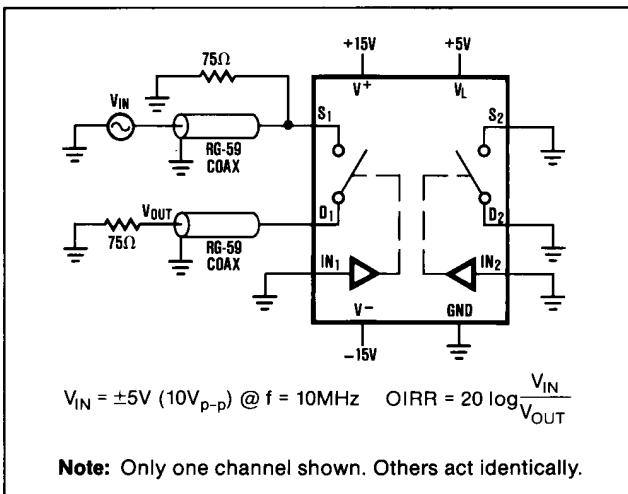 +15V +5V
75Ω
V+ VL
VIN S1 S2
RG-59
COAX
D1 D2
VOUT
75Ω RG-59
COAX
IN1 IN2
V− GND
−15V
VIN = ±5V (10Vp-p) @ f = 10MHz OIRR = 20 log VIN
VOUT
Note: Only one channel shown. Others act identically.